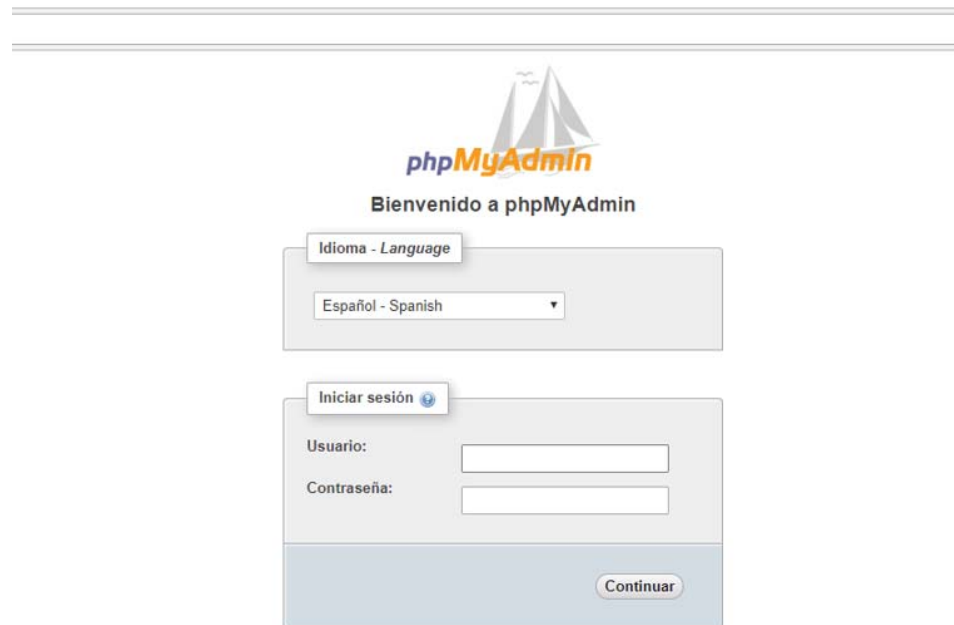 phpMyAdmin
Bienvenido a phpMyAdmin
Idioma - Language
Español - Spanish
Iniciar sesión
Usuario:
Contraseña:
Continuar